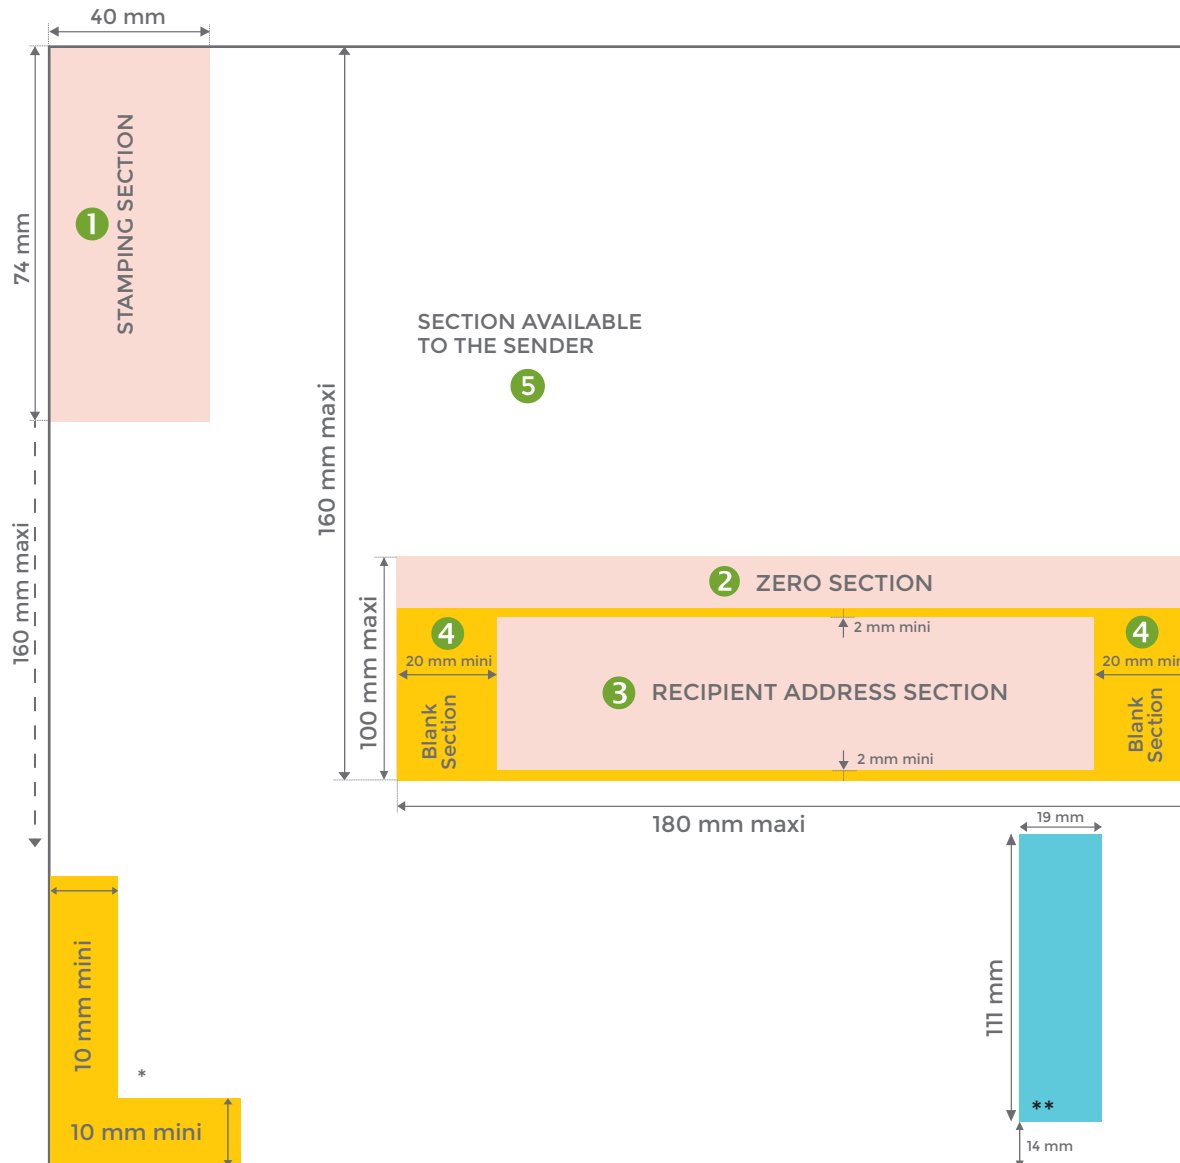 40 mm
74 mm
1
STAMPING SECTION
160 mm maxi
160 mm maxi
SECTION AVAILABLE
TO THE SENDER
5
100 mm maxi
2 ZERO SECTION
4
20 mm mini
Blank
Section
2 mm mini
3 RECIPIENT ADDRESS SECTION
2 mm mini
4
20 mm min
Blank
Section
180 mm maxi
19 mm
111 mm
**
14 mm
10 mm mini
*
10 mm mini